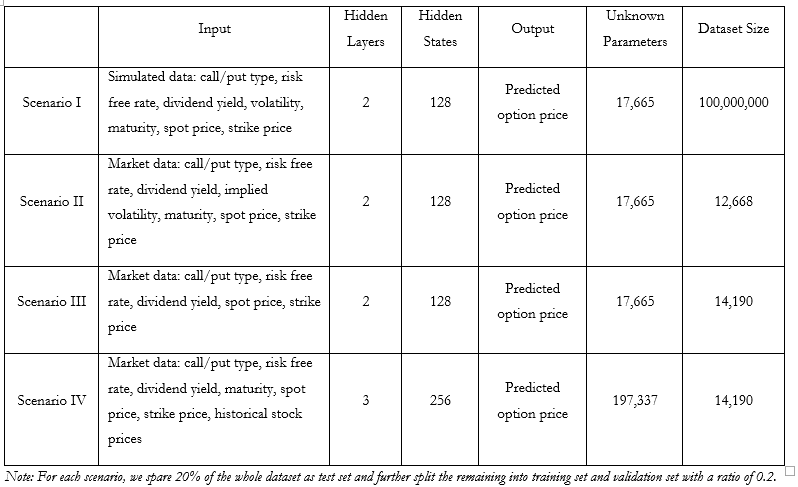 Input
Hidden
Layers
Hidden
States
Output
Unknown
Parameters
Dataset Size
Scenario I
Simulated data: call/put type, risk
free rate, dividend yield, volatility,
maturity, spot price, strike price
2
128
Predicted
option price
17,665
100,000,000
Scenario II
Market data: call/put type, risk free
rate, dividend yield, implied
volatility, maturity, spot price, strike
price
2
128
Predicted
option price
17,665
12,668
Scenario III
Market data: call/put type, risk free
rate, dividend yield, spot price, strike
price
2
128
Predicted
option price
17,665
14,190
Scenario IV
Market data: call/put type, risk free
rate, dividend yield, maturity, spot
price, strike price, historical stock
prices
3
256
Predicted
option price
197,337
14,190
Note: For each scenario, we spare 20% of the whole dataset as test set and further split the remaining into training set and validation set with a ratio of 0.2.